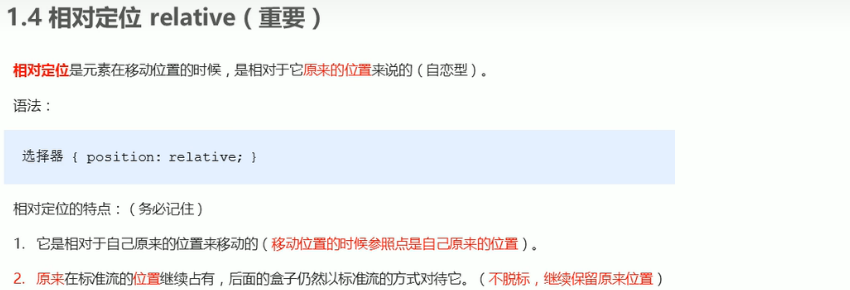 1.4 相对定位 relative（重要）
相对定位是元素在移动位置的时候，是相对于它原来的位置来说的（自恋型）。
语法：
选择器 { position: relative; }
相对定位的特点：（务必记住）
1. 它是相对于自己原来的位置来移动的（移动位置的时候参照点是自己原来的位置）。
2. 原来在标准流的位置继续占有，后面的盒子仍然以标准流的方式对待它。（不脱标，继续保留原来位置）